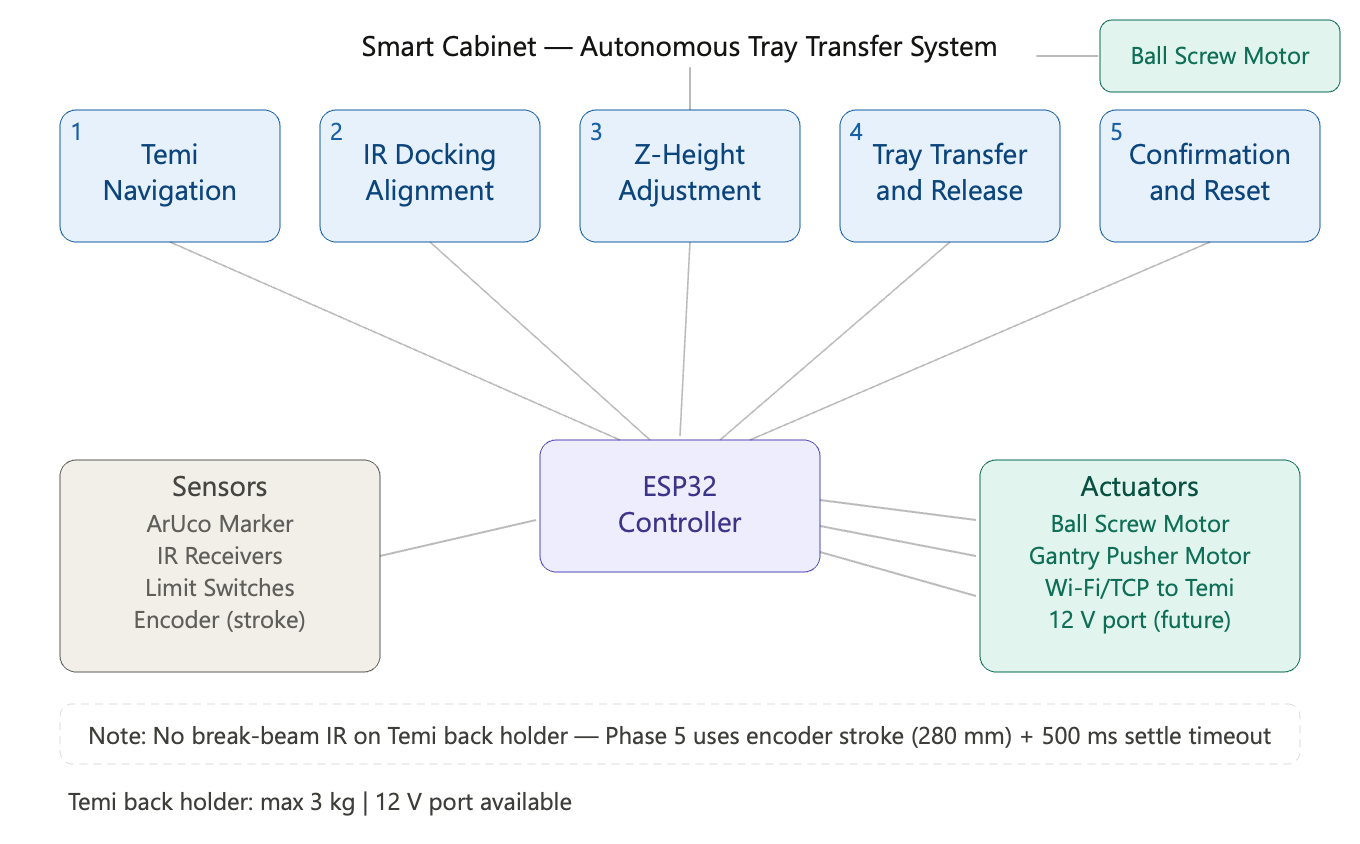 Smart Cabinet — Autonomous Tray Transfer System
Ball Screw Motor
1
Temi
Navigation
2
IR Docking
Alignment
3
Z-Height
Adjustment
4
Tray Transfer
and Release
5
Confirmation
and Reset
ESP32
Controller
Sensors
ArUco Marker
IR Receivers
Limit Switches
Encoder (stroke)
Actuators
Ball Screw Motor
Gantry Pusher Motor
Wi-Fi/TCP to Temi
12 V port (future)
Note: No break-beam IR on Temi back holder — Phase 5 uses encoder stroke (280 mm) + 500 ms settle timeout
Temi back holder: max 3 kg | 12 V port available